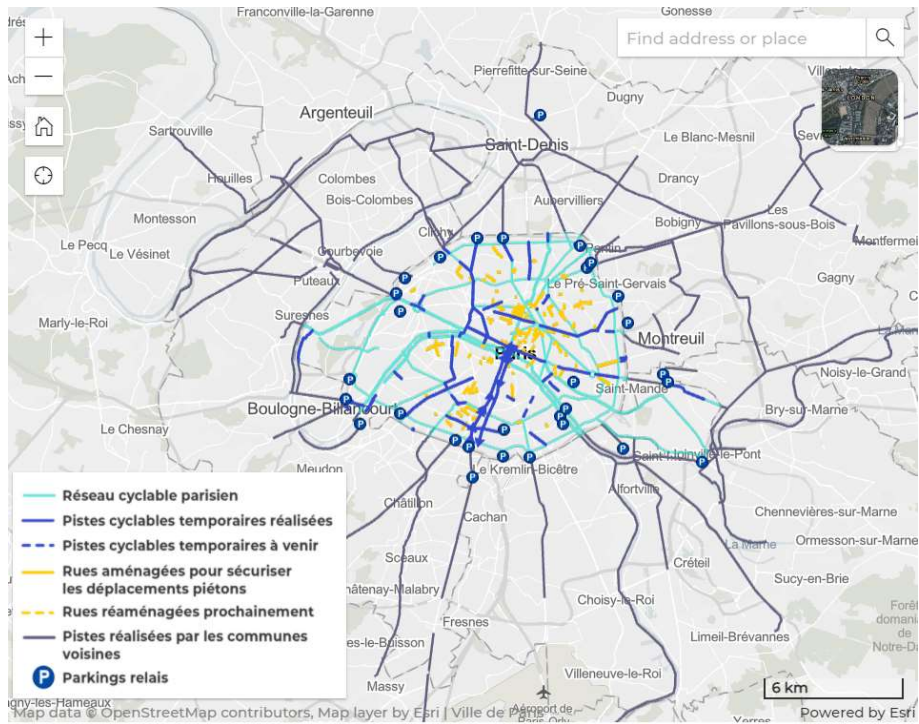 Franconville-la-Garenne
Gonesse
+
Find address or place
Pierrefitte-sur-Seine
−
Dugny
Argenteuil
Sartrouville
Saint-Denis
Le Blanc-Mesnil
Houilles
Colombes
Drancy
Bois-Colombes
Aubervilliers
Les
Pavillons-sous-Bois
Montesson
Bobigny
Clichy
Le Pecq
Courbevoie
Pantin
Montfermeil
Le Vésinet
Puteaux
Le Pré-Saint-Gervais
Gagny
Suresnes
Marly-le-Roi
Montreuil
Paris
Noisy-le-Grand
Saint-Mandé
Boulogne-Billancourt
Bry-sur-Marne
Le Chesnay
Joinville-le-Pont
Meudon
Le Kremlin-Bicêtre
Alfortville
Châtillon
Cachan
Chennevières-sur-Marne
La Marne
Ormesson-sur-Marne
Sceaux
Créteil
Sucy-en-Brie
Choisy-le-Roi
Fresnes
Limeil-Brévannes
Massy
Villeneuve-le-Roi
Réseau cyclable parisien
Pistes cyclables temporaires réalisées
Pistes cyclables temporaires à venir
Rues aménagées pour sécuriser
les déplacements piétons
Rues réaménagées prochainement
Pistes réalisées par les communes
voisines
P Parkings relais
6 km
Map data © OpenStreetMap contributors, Map layer by Esri | Ville de Paris
Powered by Esri